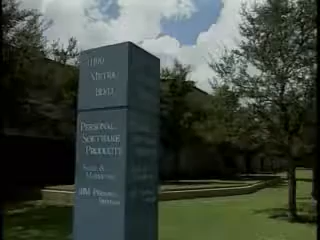 11400
METRIC
BLVD
PERSONAL
SOFTWARE
PRODUCTS
SALES &
MARKETING
IBM PERSONAL
SYSTEMS